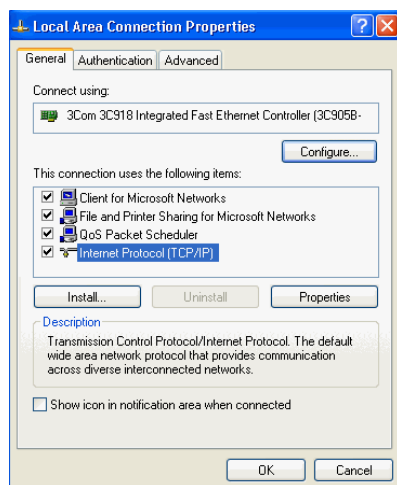 Local Area Connection Properties
General Authentication Advanced
Connect using:
3Com 3C918 Integrated Fast Ethernet Controller (3C905B-
Configure...
This connection uses the following items:
Client for Microsoft Networks
File and Printer Sharing for Microsoft Networks
QoS Packet Scheduler
Internet Protocol (TCP/IP)
Install... Uninstall Properties
Description
Transmission Control Protocol/Internet Protocol. The default
wide area network protocol that provides communication
across diverse interconnected networks.
Show icon in notification area when connected
OK Cancel